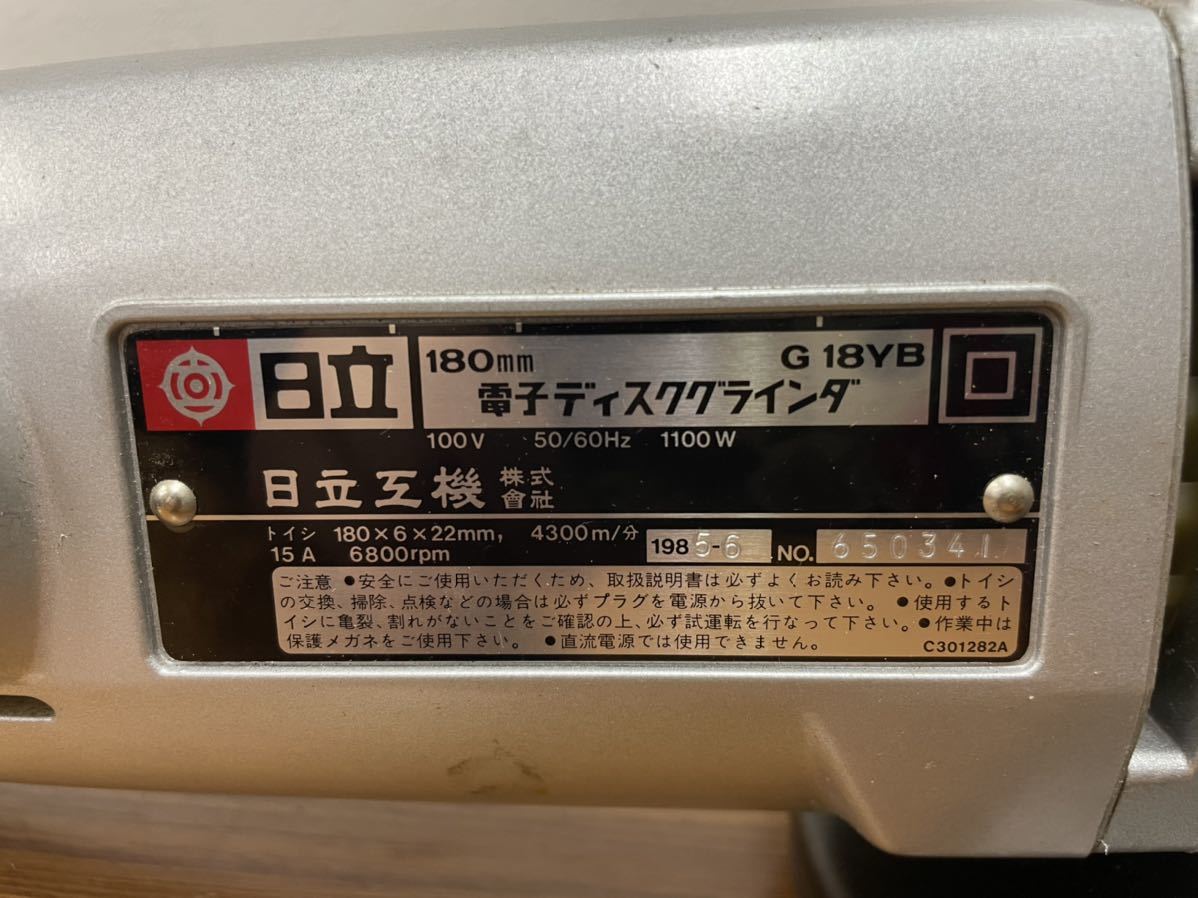 日立
180mm G 18YB
電子ディスクグラインダ
100V 50/60Hz 1100W
日立工機 株式會社
トイシ 180×6×22mm, 4300m/分
15A 6800rpm
1985-6 NO. 650341
ご注意 ●安全にご使用いただくため、取扱説明書は必ずよくお読み下さい。●トイシ
の交換、掃除、点検などの場合は必ずプラグを電源から抜いて下さい。 ●使用するト
イシに亀裂、割れがないことをご確認の上、必ず試運転を行なって下さい。●作業中は
保護メガネをご使用下さい。 ●直流電源では使用できません。 C301282A